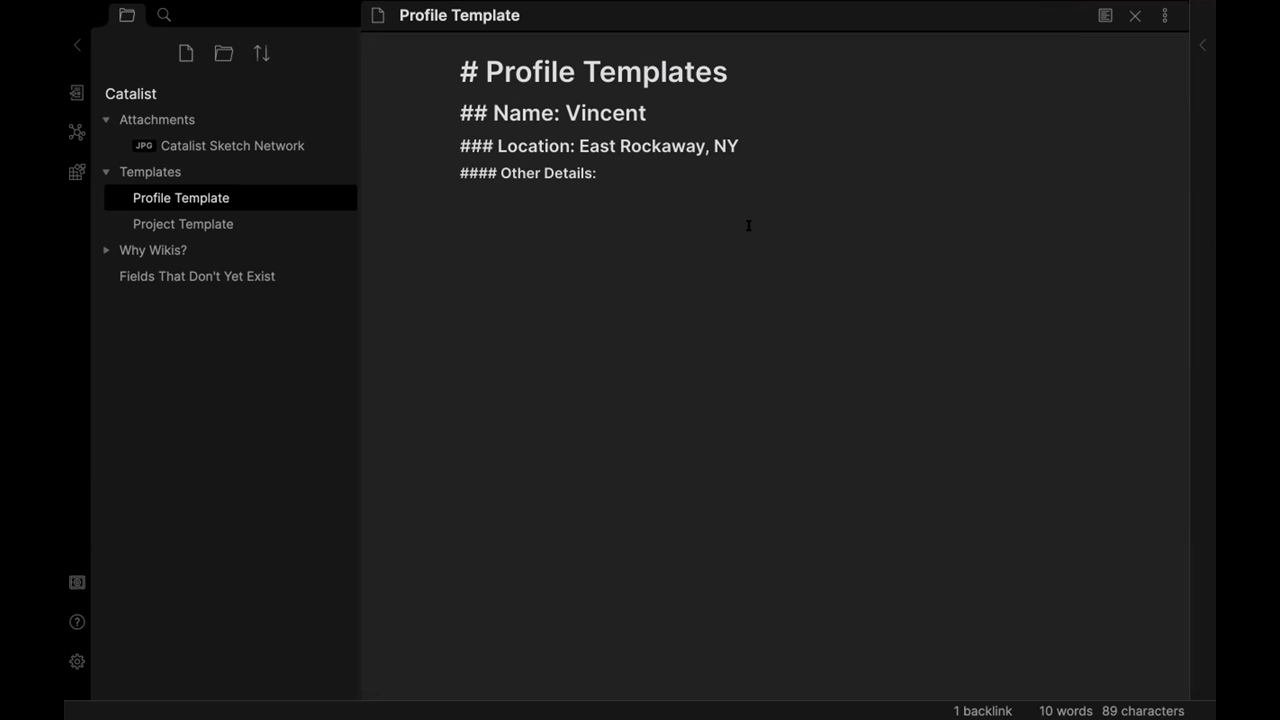 Profile Template
Catalist
Attachments
JPG Catalist Sketch Network
Templates
Profile Template
Project Template
Why Wikis?
Fields That Don't Yet Exist
# Profile Templates
## Name: Vincent
### Location: East Rockaway, NY
#### Other Details:
1 backlink 10 words 89 characters